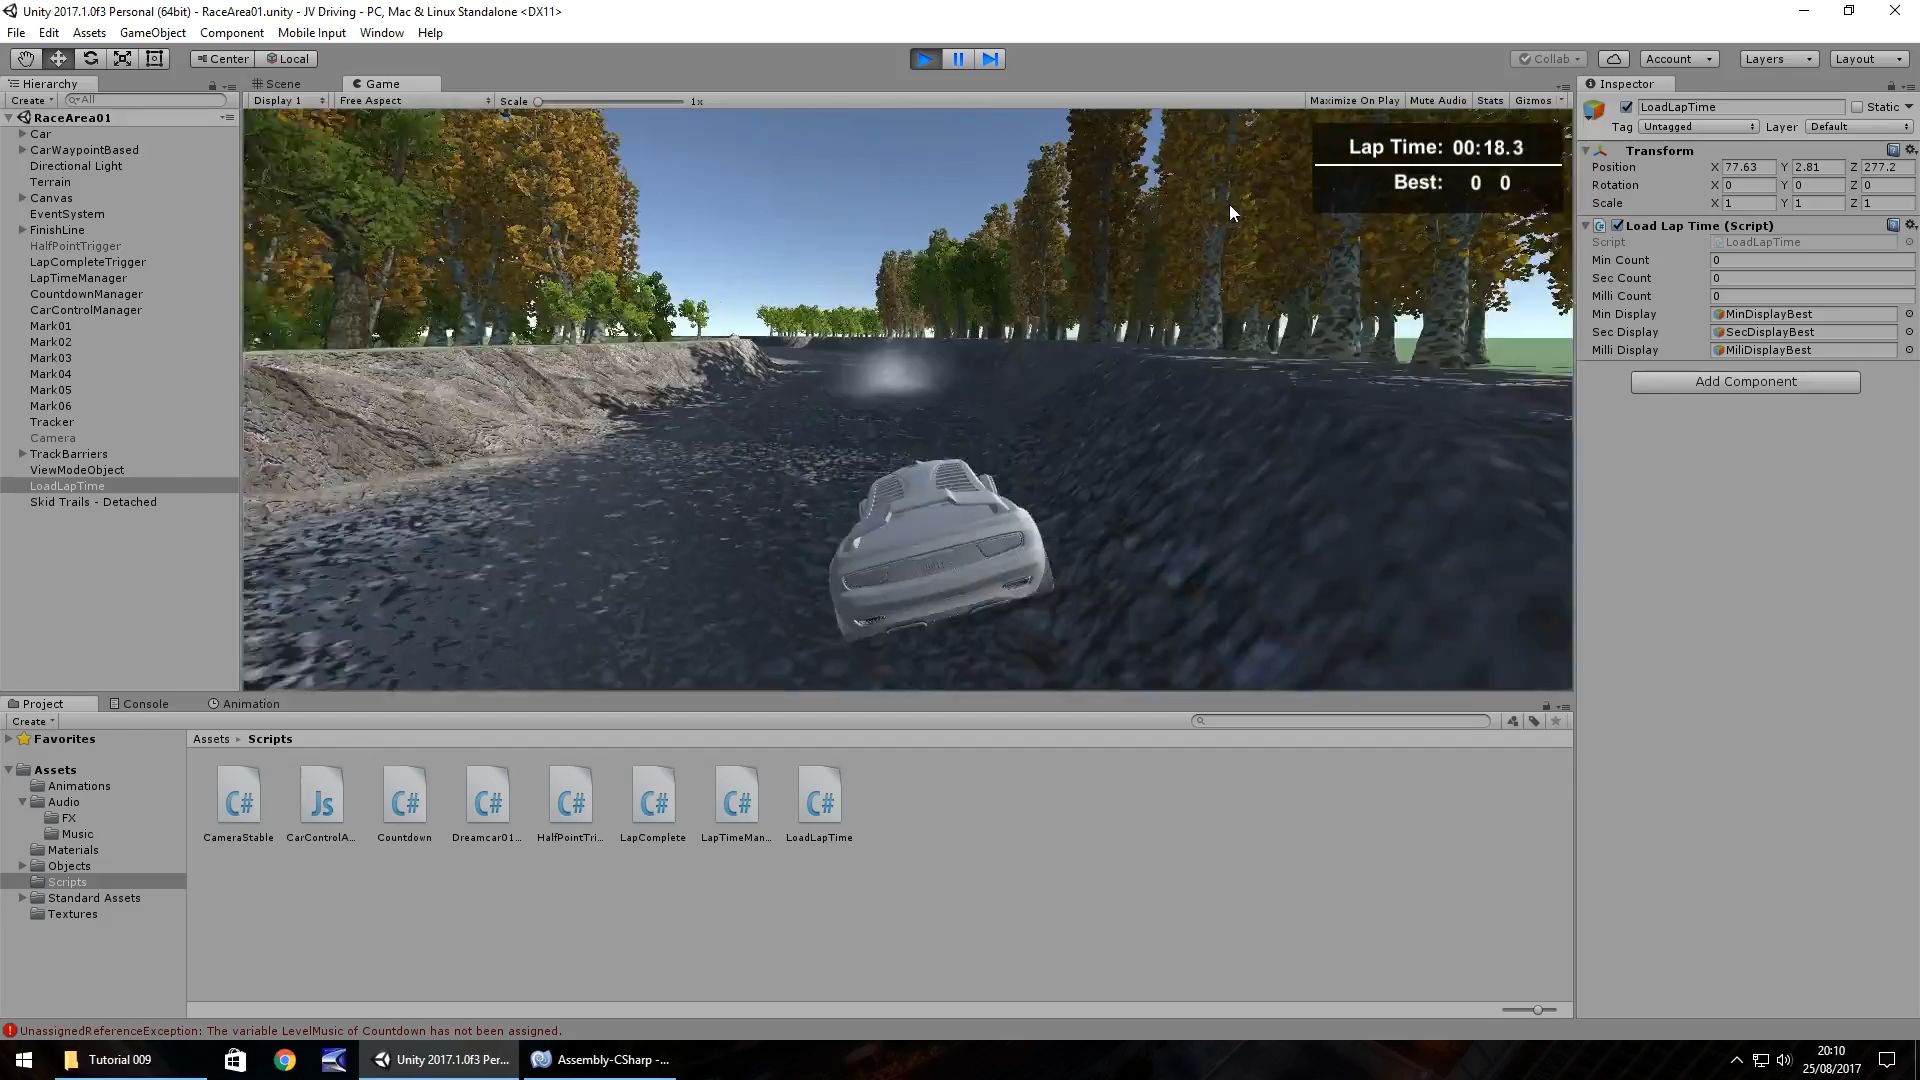 Unity 2017.1.0f3 Personal (64bit) - RaceArea01.unity - JV Driving - PC, Mac & Linux Standalone <DX11>
File Edit Assets GameObject Component Mobile Input Window Help
Center Local
Collab Account Layers Layout
Hierarchy
Create All
RaceArea01
Car
CarWaypointBased
Directional Light
Terrain
Canvas
EventSystem
FinishLine
HalfPointTrigger
LapCompleteTrigger
LapTimeManager
CountdownManager
CarControlManager
Mark01
Mark02
Mark03
Mark04
Mark05
Mark06
Tracker
Camera
TrackBarriers
ViewModeObject
LoadLapTime
Skid Trails - Detached
Scene Game
Display 1 Free Aspect Scale 1x Maximize On Play Mute Audio Stats Gizmos
Lap Time: 00:18.3
Best: 0 0
Inspector
LoadLapTime Static
Tag Untagged Layer Default
Transform
Position X 77.63 Y 2.81 Z 277.2
Rotation X 0 Y 0 Z 0
Scale X 1 Y 1 Z 1
Load Lap Time (Script)
Script LoadLapTime
Min Count 0
Sec Count 0
Milli Count 0
Min Display MinDisplayBest
Sec Display SecDisplayBest
Milli Display MiliDisplayBest
Add Component
Project Console Animation
Create
Favorites
Assets
Animations
Audio
FX
Music
Materials
Objects
Scripts
Standard Assets
Textures
Assets Scripts
C# Js C# C# C# C# C# C#
CameraStable CarControlA... Countdown Dreamcar01... HalfPointTri... LapComplete LapTimeMan... LoadLapTime
UnassignedReferenceException: The variable LevelMusic of Countdown has not been assigned.
Tutorial 009 Unity 2017.1.0f3 Per... Assembly-CSharp -...
20:10
25/08/2017